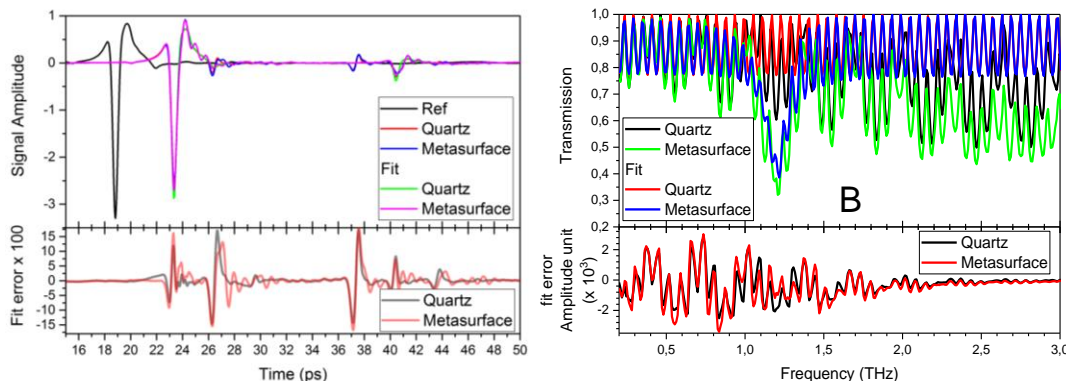 Signal Amplitude
1
0
-1
-2
-3
Ref
Quartz
Metasurface
Fit
Quartz
Metasurface
Fit error x 100
15
10
5
0
-5
-10
-15
Quartz
Metasurface
16 18 20 22 24 26 28 30 32 34 36 38 40 42 44 46 48 50
Time (ps)
Transmission
1,0
0,9
0,8
0,7
0,6
0,5
0,4
0,3
0,2
Quartz
Metasurface
Fit
Quartz
Metasurface
B
fit error
Amplitude unit
(x 10⁻³)
2
0
-2
Quartz
Metasurface
0,5 1,0 1,5 2,0 2,5 3,0
Frequency (THz)